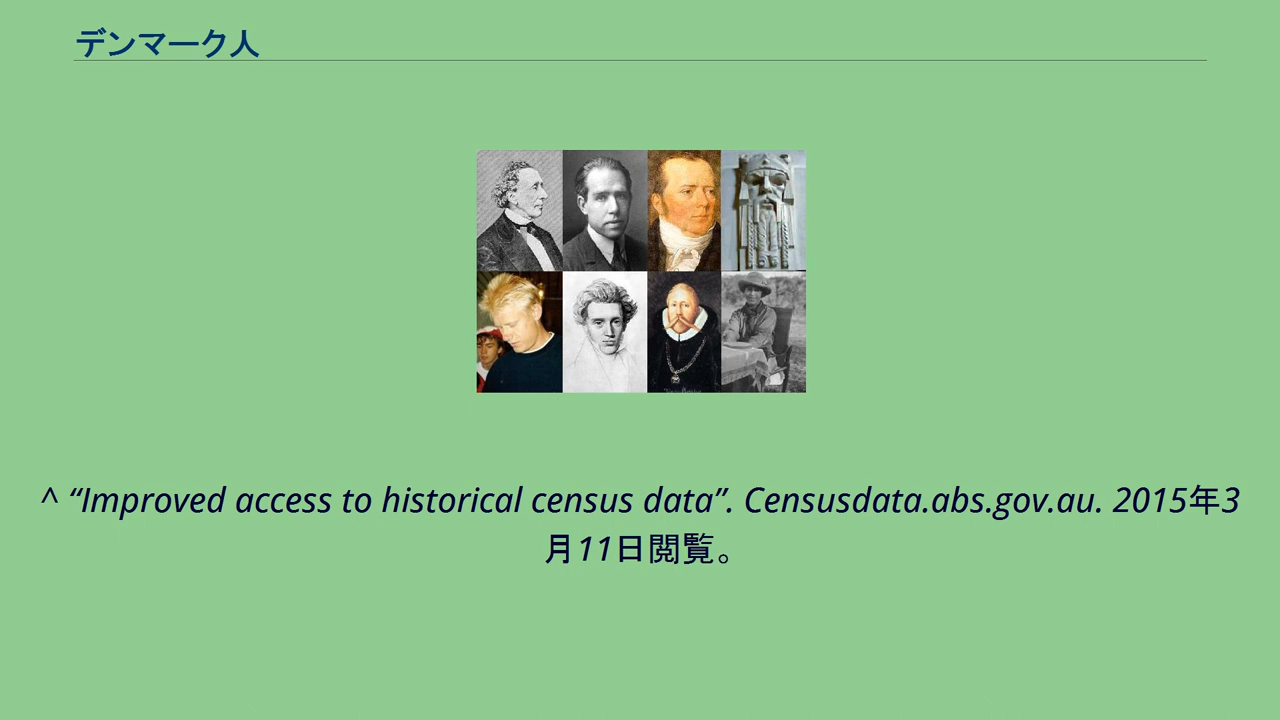 デンマーク人
^ “Improved access to historical census data”. Censusdata.abs.gov.au. 2015年3
月11日閲覧。